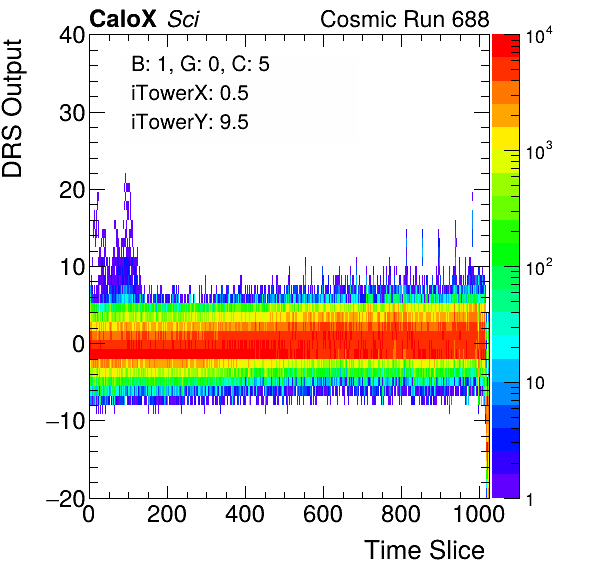 CaloX Sci
Cosmic Run 688
DRS Output
B: 1, G: 0, C: 5
iTowerX: 0.5
iTowerY: 9.5
40
30
20
10
0
−10
−20
0 200 400 600 800 1000
Time Slice
10^4
10^3
10^2
10
1